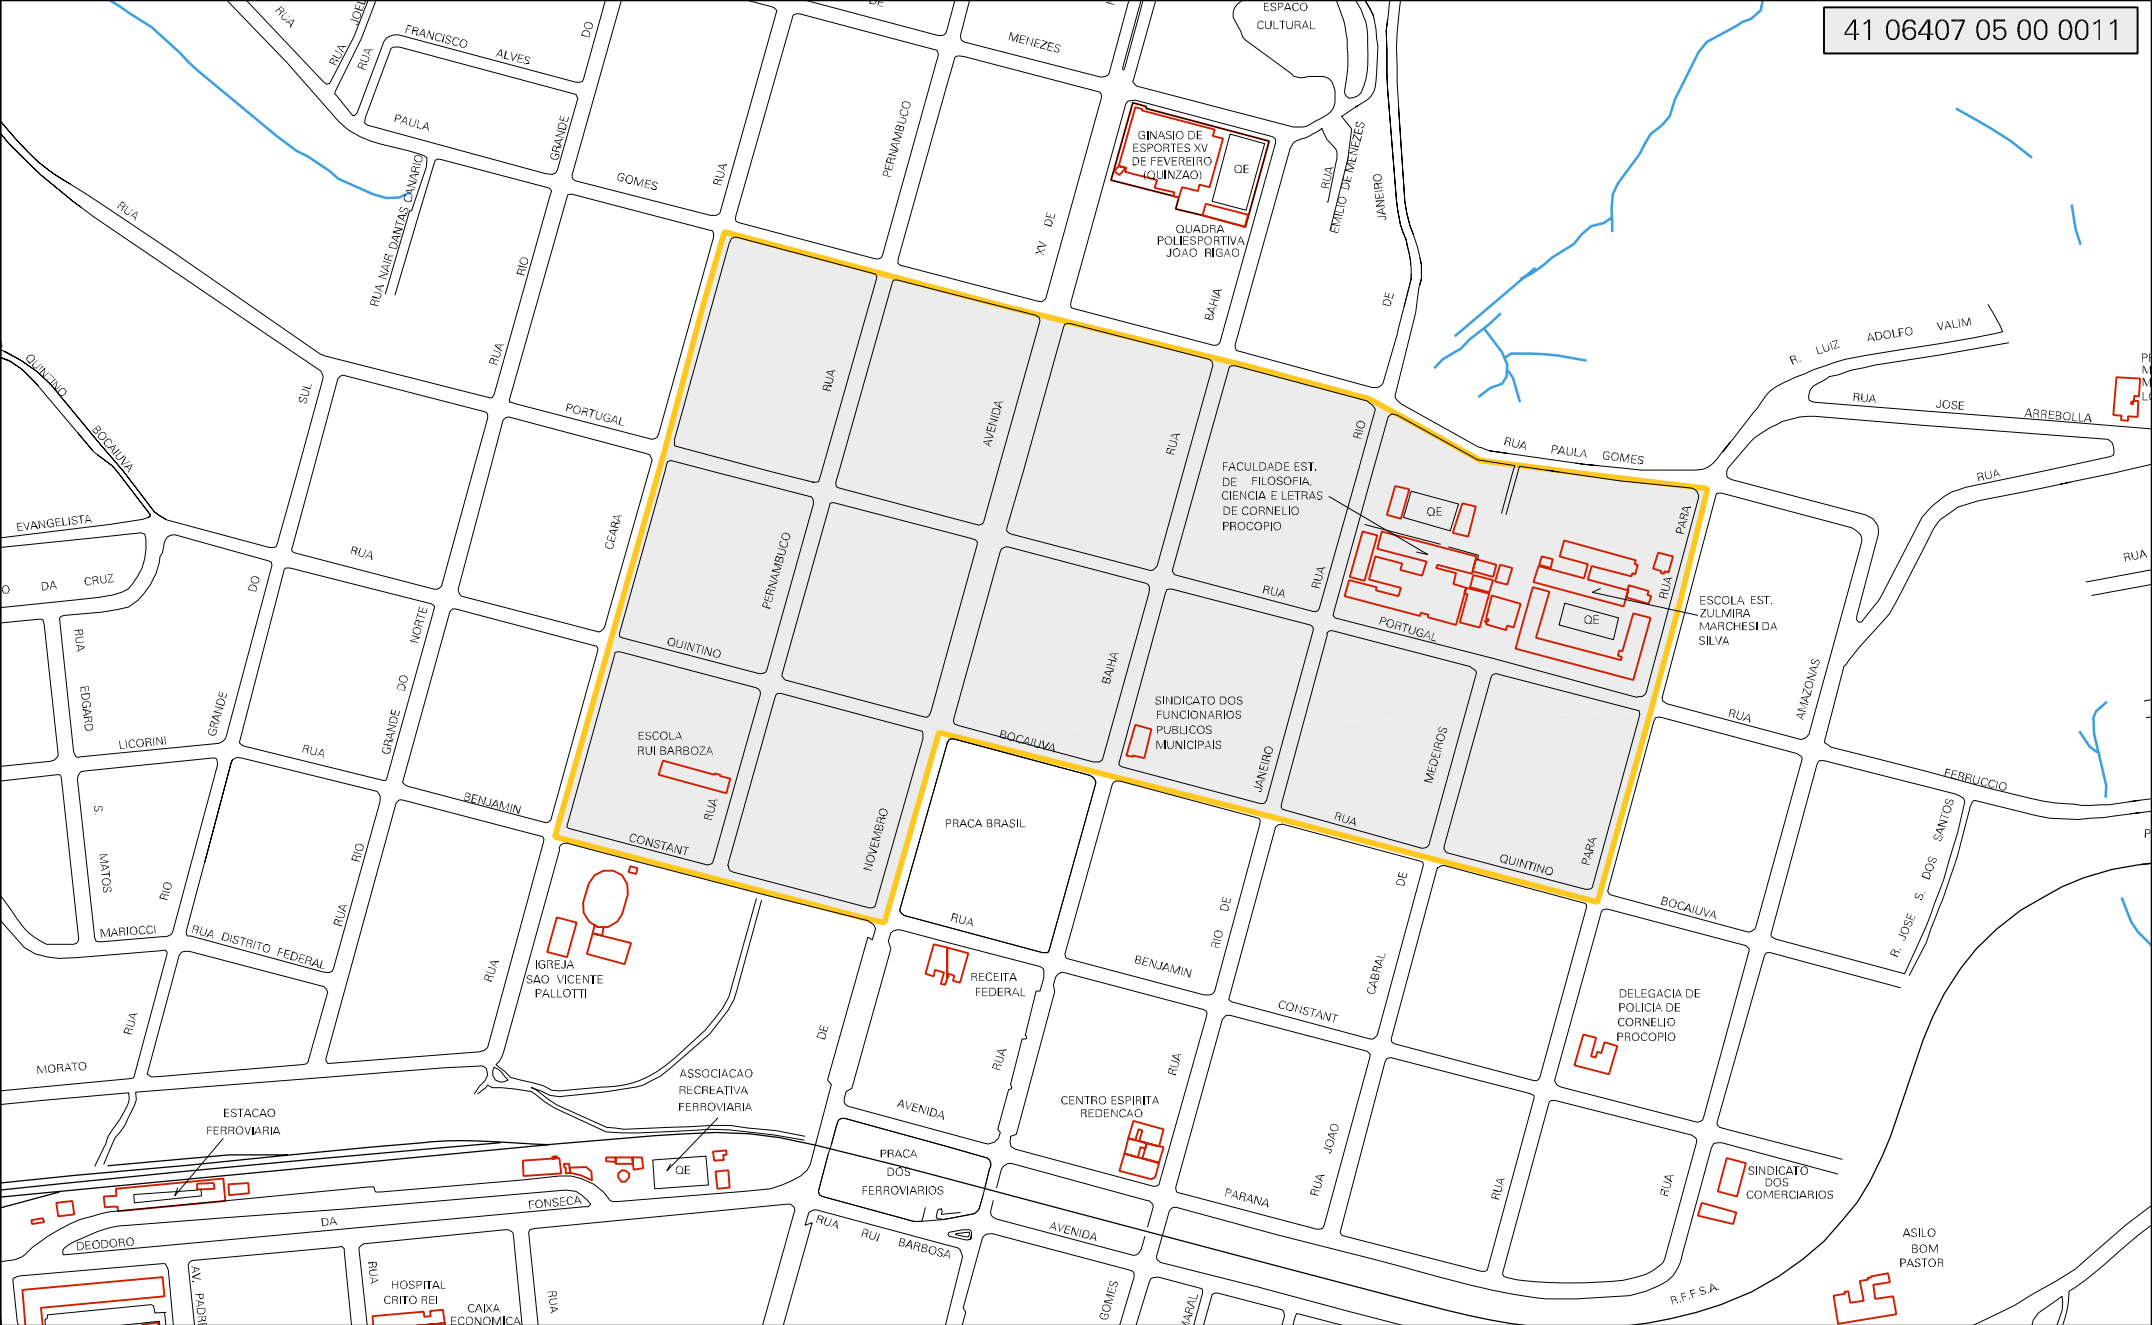 41 06407 05 00 0011
ESPACO
CULTURAL
RUA
RUA
RUA
FRANCISCO
ALVES
DO
DE
MENEZES
PAULA
GRANDE
GOMES
RUA
PERNAMBUCO
XV DE
GINASIO DE
ESPORTES XV
DE FEVEREIRO
(QUINZAO)
QE
QUADRA
POLIESPORTIVA
JOAO RIGAO
BAHIA
RUA
EMILIO DE MENEZES
JANEIRO
DE
RUA
RUA NAIR DANTAS CANARIO
RIO
RUA
PORTUGAL
SUL
QUINTINO
BOCAIUVA
R. LUIZ ADOLFO VALIM
RUA JOSE ARREBOLLA
RUA PAULA GOMES
RUA
RUA
AVENIDA
RUA
RIO
FACULDADE EST.
DE FILOSOFIA,
CIENCIA E LETRAS
DE CORNELIO
PROCOPIO
QE
PARA
RUA
EVANGELISTA
RUA
CEARA
PERNAMBUCO
RUA
RUA
RUA
DA CRUZ
DO
NORTE
PORTUGAL
QE
ESCOLA EST.
ZULMIRA
MARCHESI DA
SILVA
RUA
EDGARD
GRANDE
DO
GRANDE
QUINTINO
BAIHA
AMAZONAS
RUA
LICORINI
RUA
ESCOLA
RUI BARBOZA
BOCAIUVA
SINDICATO DOS
FUNCIONARIOS
PUBLICOS
MUNICIPAIS
JANEIRO
MEDEIROS
FERRUCCIO
S.
MATOS
BENJAMIN
RUA
CONSTANT
NOVEMBRO
PRACA BRASIL
RUA
QUINTINO
PARA
RIO
RIO
RUA
MARIOCCI
RUA DISTRITO FEDERAL
RUA
DE
RIO
DE
CABRAL
BOCAIUVA
R. JOSE S. DOS SANTOS
RUA
IGREJA
SAO VICENTE
PALLOTTI
RECEITA
FEDERAL
BENJAMIN
CONSTANT
DELEGACIA DE
POLICIA DE
CORNELIO
PROCOPIO
RUA
DE
RUA
RUA
MORATO
ASSOCIACAO
RECREATIVA
FERROVIARIA
AVENIDA
CENTRO ESPIRITA
REDENCAO
JOAO
RUA
ESTACAO
FERROVIARIA
QE
PRACA
DOS
FERROVIARIOS
PARANA
RUA
RUA
SINDICATO
DOS
COMERCIARIOS
FONSECA
DA
DEODORO
RUA RUI BARBOSA
AVENIDA
ASILO
BOM
PASTOR
RUA
HOSPITAL
CRITO REI
RUA
CAIXA
ECONOMICA
GOMES
R.F.F.S.A.